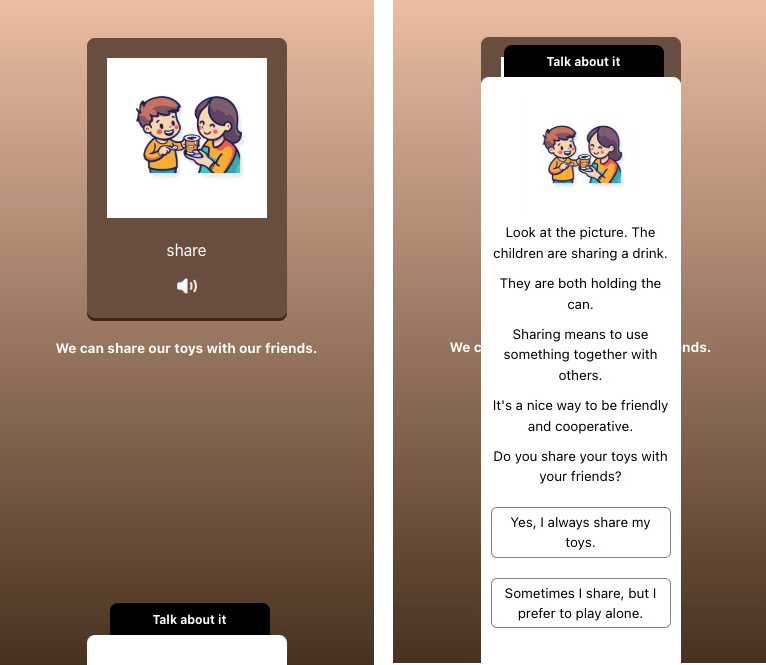 share
We can share our toys with our friends.
Talk about it
Talk about it
Look at the picture. The
children are sharing a drink.
They are both holding the
can.
We c
nds.
Sharing means to use
something together with
others.
It's a nice way to be friendly
and cooperative.
Do you share your toys with
your friends?
Yes, I always share my
toys.
Sometimes I share, but I
prefer to play alone.